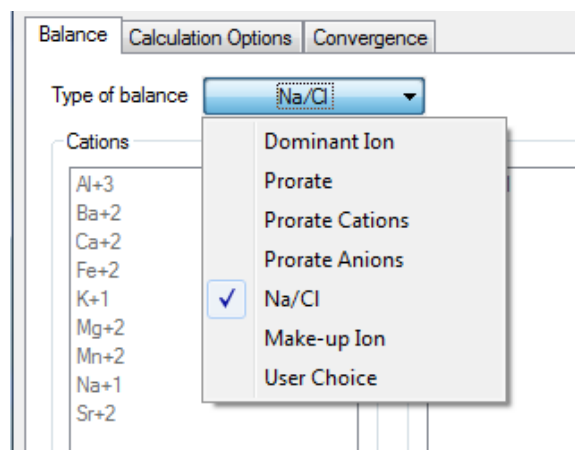 Balance Calculation Options Convergence
Type of balance Na/Cl
Cations
Al+3
Ba+2
Ca+2
Fe+2
K+1
Mg+2
Mn+2
Na+1
Sr+2
Dominant Ion
Prorate
Prorate Cations
Prorate Anions
Na/Cl
Make-up Ion
User Choice